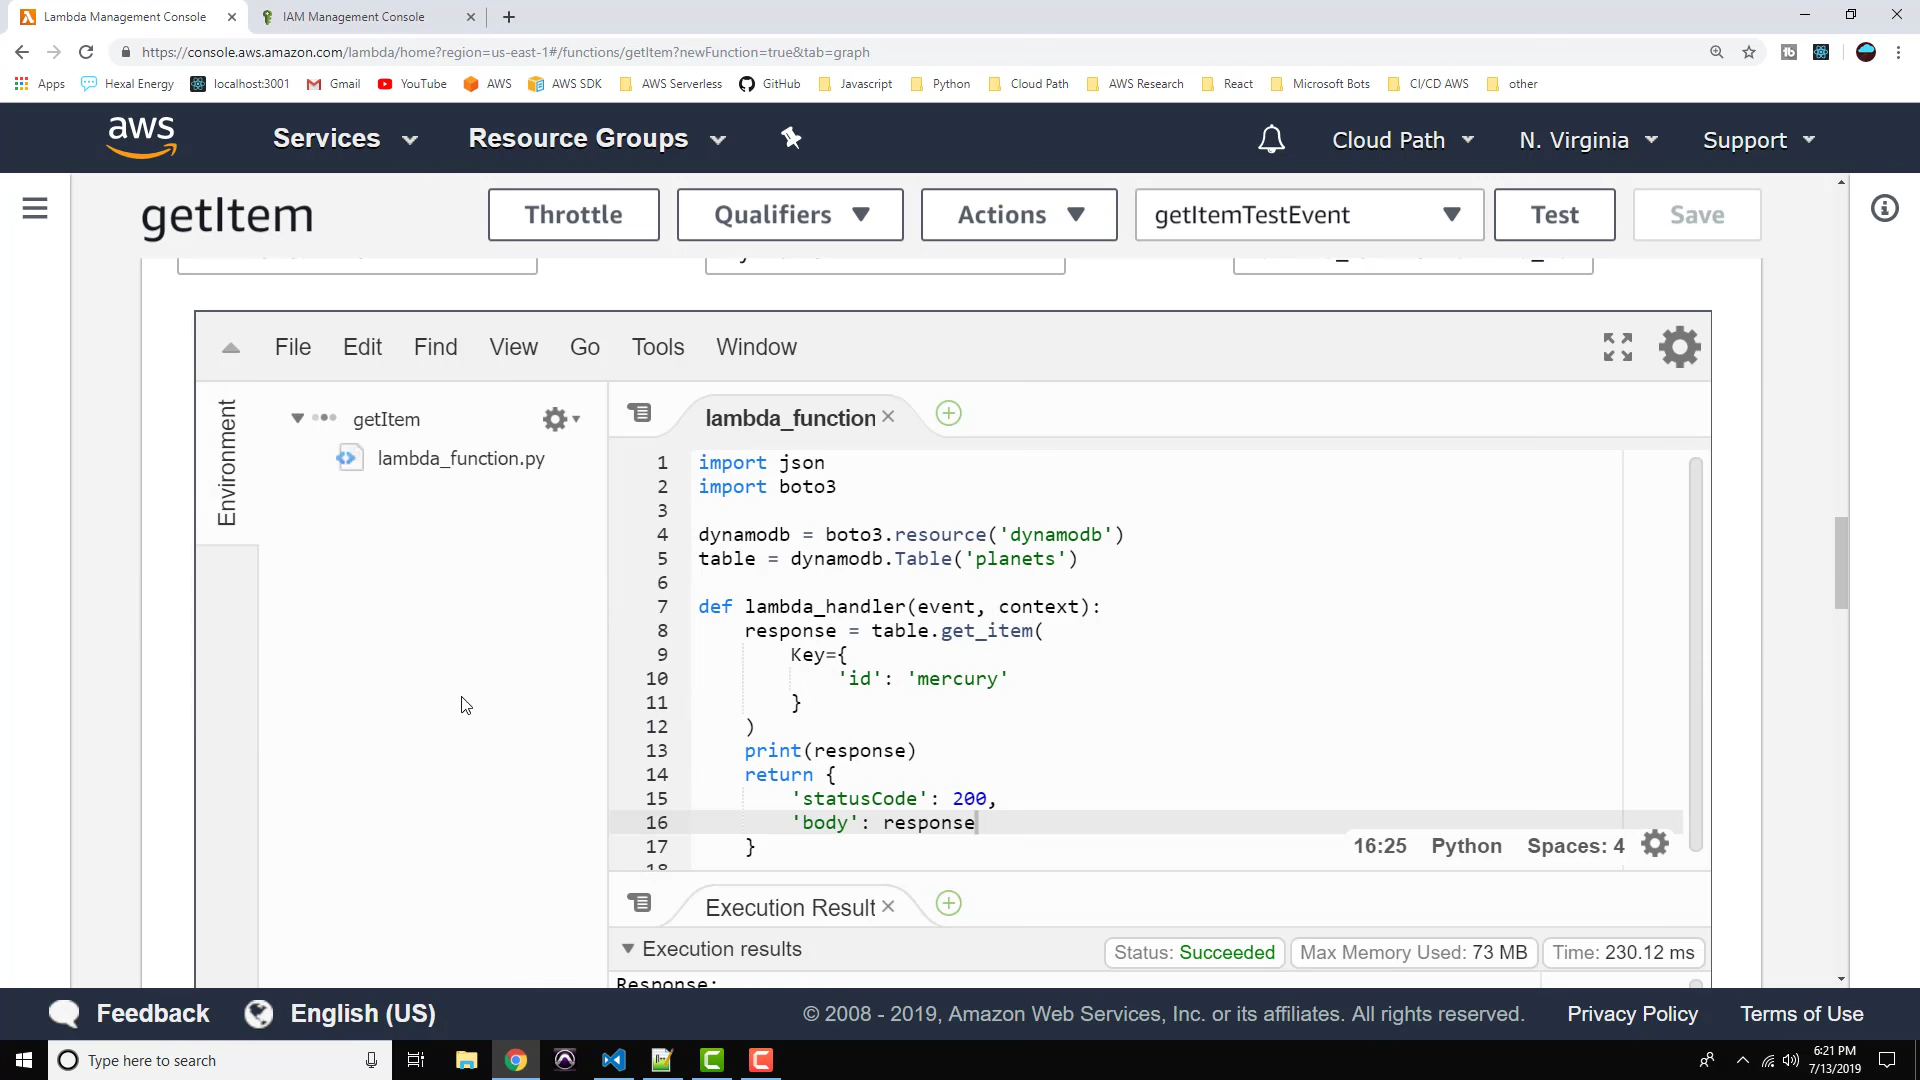 Lambda Management Console
IAM Management Console
https://console.aws.amazon.com/lambda/home?region=us-east-1#/functions/getItem?newFunction=true&tab=graph
Apps Hexal Energy localhost:3001 Gmail YouTube AWS AWS SDK AWS Serverless GitHub Javascript Python Cloud Path AWS Research React Microsoft Bots CI/CD AWS other
aws Services Resource Groups Cloud Path N. Virginia Support
getItem Throttle Qualifiers Actions getItemTestEvent Test Save
File Edit Find View Go Tools Window
Environment
getItem
lambda_function.py
lambda_function
1 import json
2 import boto3
3
4 dynamodb = boto3.resource('dynamodb')
5 table = dynamodb.Table('planets')
6
7 def lambda_handler(event, context):
8 response = table.get_item(
9 Key={
10 'id': 'mercury'
11 }
12 )
13 print(response)
14 return {
15 'statusCode': 200,
16 'body': response
17 }
18
16:25 Python Spaces: 4
Execution Result
Execution results Status: Succeeded Max Memory Used: 73 MB Time: 230.12 ms
Response:
Feedback English (US) © 2008 - 2019, Amazon Web Services, Inc. or its affiliates. All rights reserved. Privacy Policy Terms of Use
Type here to search
6:21 PM
7/13/2019